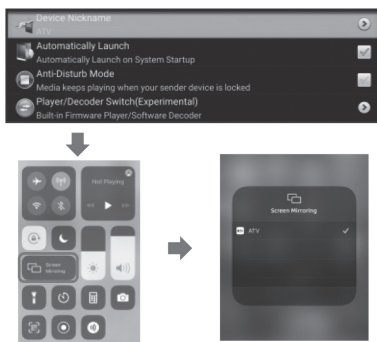 Device Nickname
ATV
Automatically Launch
Automatically Launch on System Startup
Anti-Disturb Mode
Media keeps playing when your sender device is locked
Player/Decoder Switch(Experimental)
Built-in Firmware Player/Software Decoder
Not Playing
Screen
Mirroring
Screen Mirroring
ATV